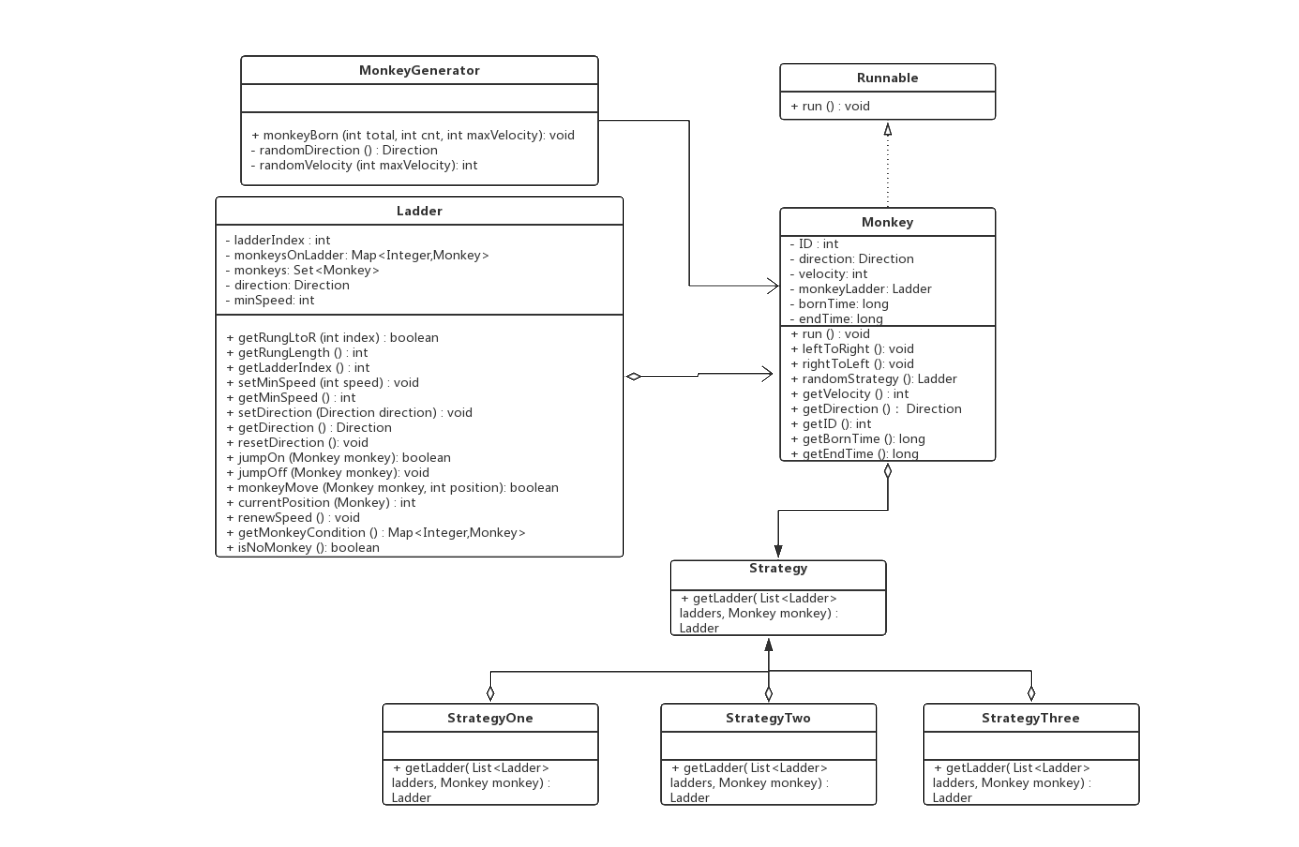 MonkeyGenerator
+ monkeyBorn (int total, int cnt, int maxVelocity): void
- randomDirection () : Direction
- randomVelocity (int maxVelocity): int
Runnable
+ run () : void
Ladder
- ladderIndex : int
- monkeysOnLadder: Map<Integer,Monkey>
- monkeys: Set<Monkey>
- direction: Direction
- minSpeed: int
+ getRungLtoR (int index) : boolean
+ getRungLength () : int
+ getLadderIndex () : int
+ setMinSpeed (int speed) : void
+ getMinSpeed () : int
+ setDirection (Direction direction) : void
+ getDirection () : Direction
+ resetDirection (): void
+ jumpOn (Monkey monkey): boolean
+ jumpOff (Monkey monkey): void
+ monkeyMove (Monkey monkey, int position): boolean
+ currentPosition (Monkey) : int
+ renewSpeed () : void
+ getMonkeyCondition () : Map<Integer,Monkey>
+ isNoMonkey (): boolean
Monkey
- ID : int
- direction: Direction
- velocity: int
- monkeyLadder: Ladder
- bornTime: long
- endTime: long
+ run () : void
+ leftToRight (): void
+ rightToLeft (): void
+ randomStrategy (): Ladder
+ getVelocity () : int
+ getDirection () ： Direction
+ getID (): int
+ getBornTime (): long
+ getEndTime (): long
Strategy
+ getLadder( List<Ladder>
ladders, Monkey monkey) :
Ladder
StrategyOne
+ getLadder( List<Ladder>
ladders, Monkey monkey) :
Ladder
StrategyTwo
+ getLadder( List<Ladder>
ladders, Monkey monkey) :
Ladder
StrategyThree
+ getLadder( List<Ladder>
ladders, Monkey monkey) :
Ladder